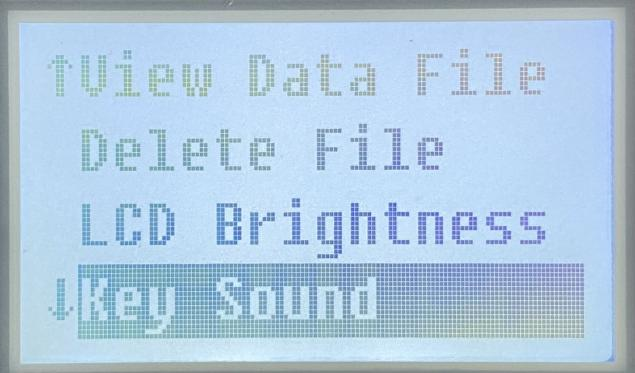 ↑View Data File
Delete File
LCD Brightness
↓Key Sound